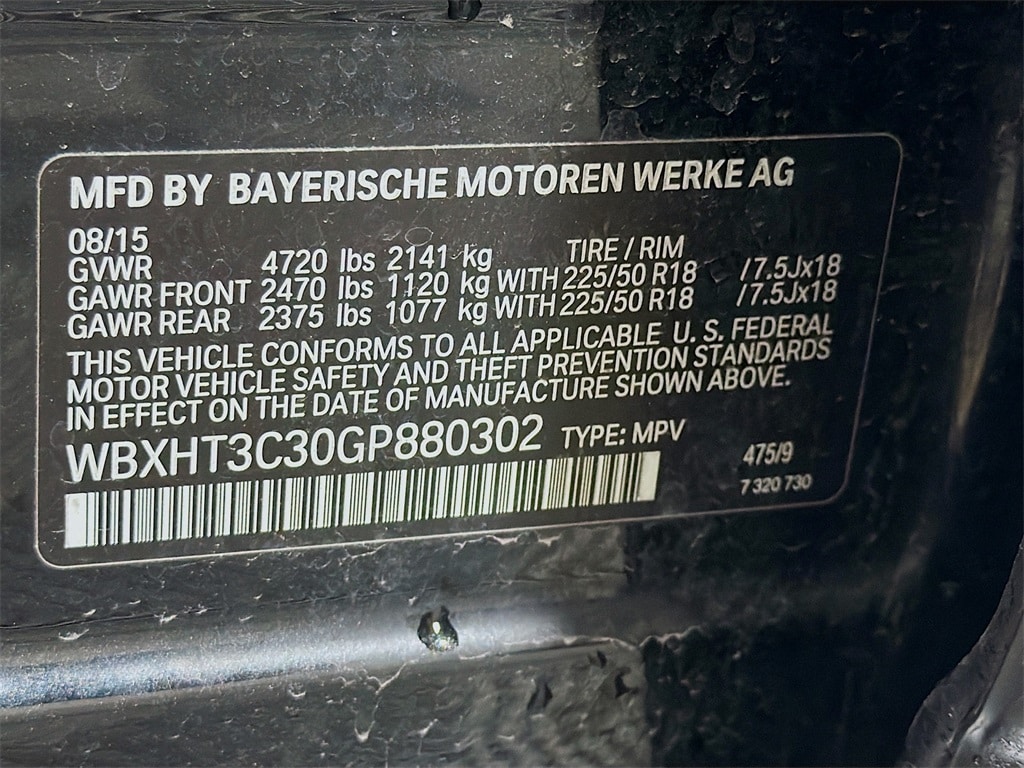 MFD BY BAYERISCHE MOTOREN WERKE AG
08/15 TIRE / RIM
GVWR 4720 lbs 2141 kg
GAWR FRONT 2470 lbs 1120 kg WITH 225/50 R18 /7.5Jx18
GAWR REAR 2375 lbs 1077 kg WITH 225/50 R18 /7.5Jx18
THIS VEHICLE CONFORMS TO ALL APPLICABLE U. S. FEDERAL
MOTOR VEHICLE SAFETY AND THEFT PREVENTION STANDARDS
IN EFFECT ON THE DATE OF MANUFACTURE SHOWN ABOVE.
WBXHT3C30GP880302 TYPE: MPV
475/9
7 320 730